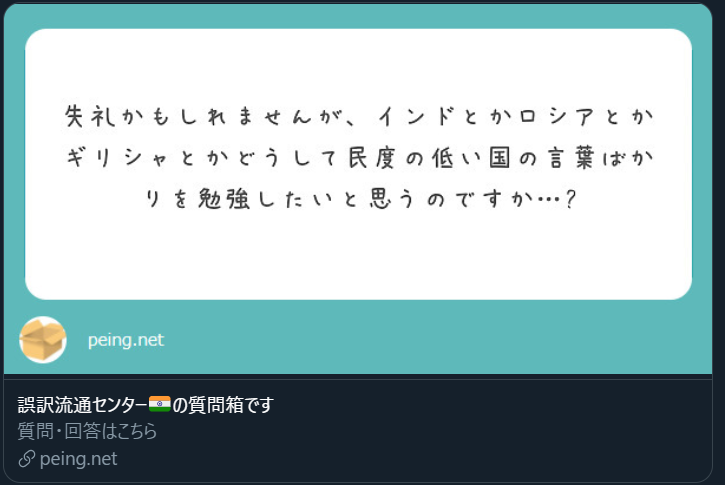 失礼かもしれませんが、インドとかロシアとか
ギリシャとかどうして民度の低い国の言葉ばか
りを勉強したいと思うのですか…?
peing.net
誤訳流通センター🇮🇳の質問箱です
質問・回答はこちら
peing.net